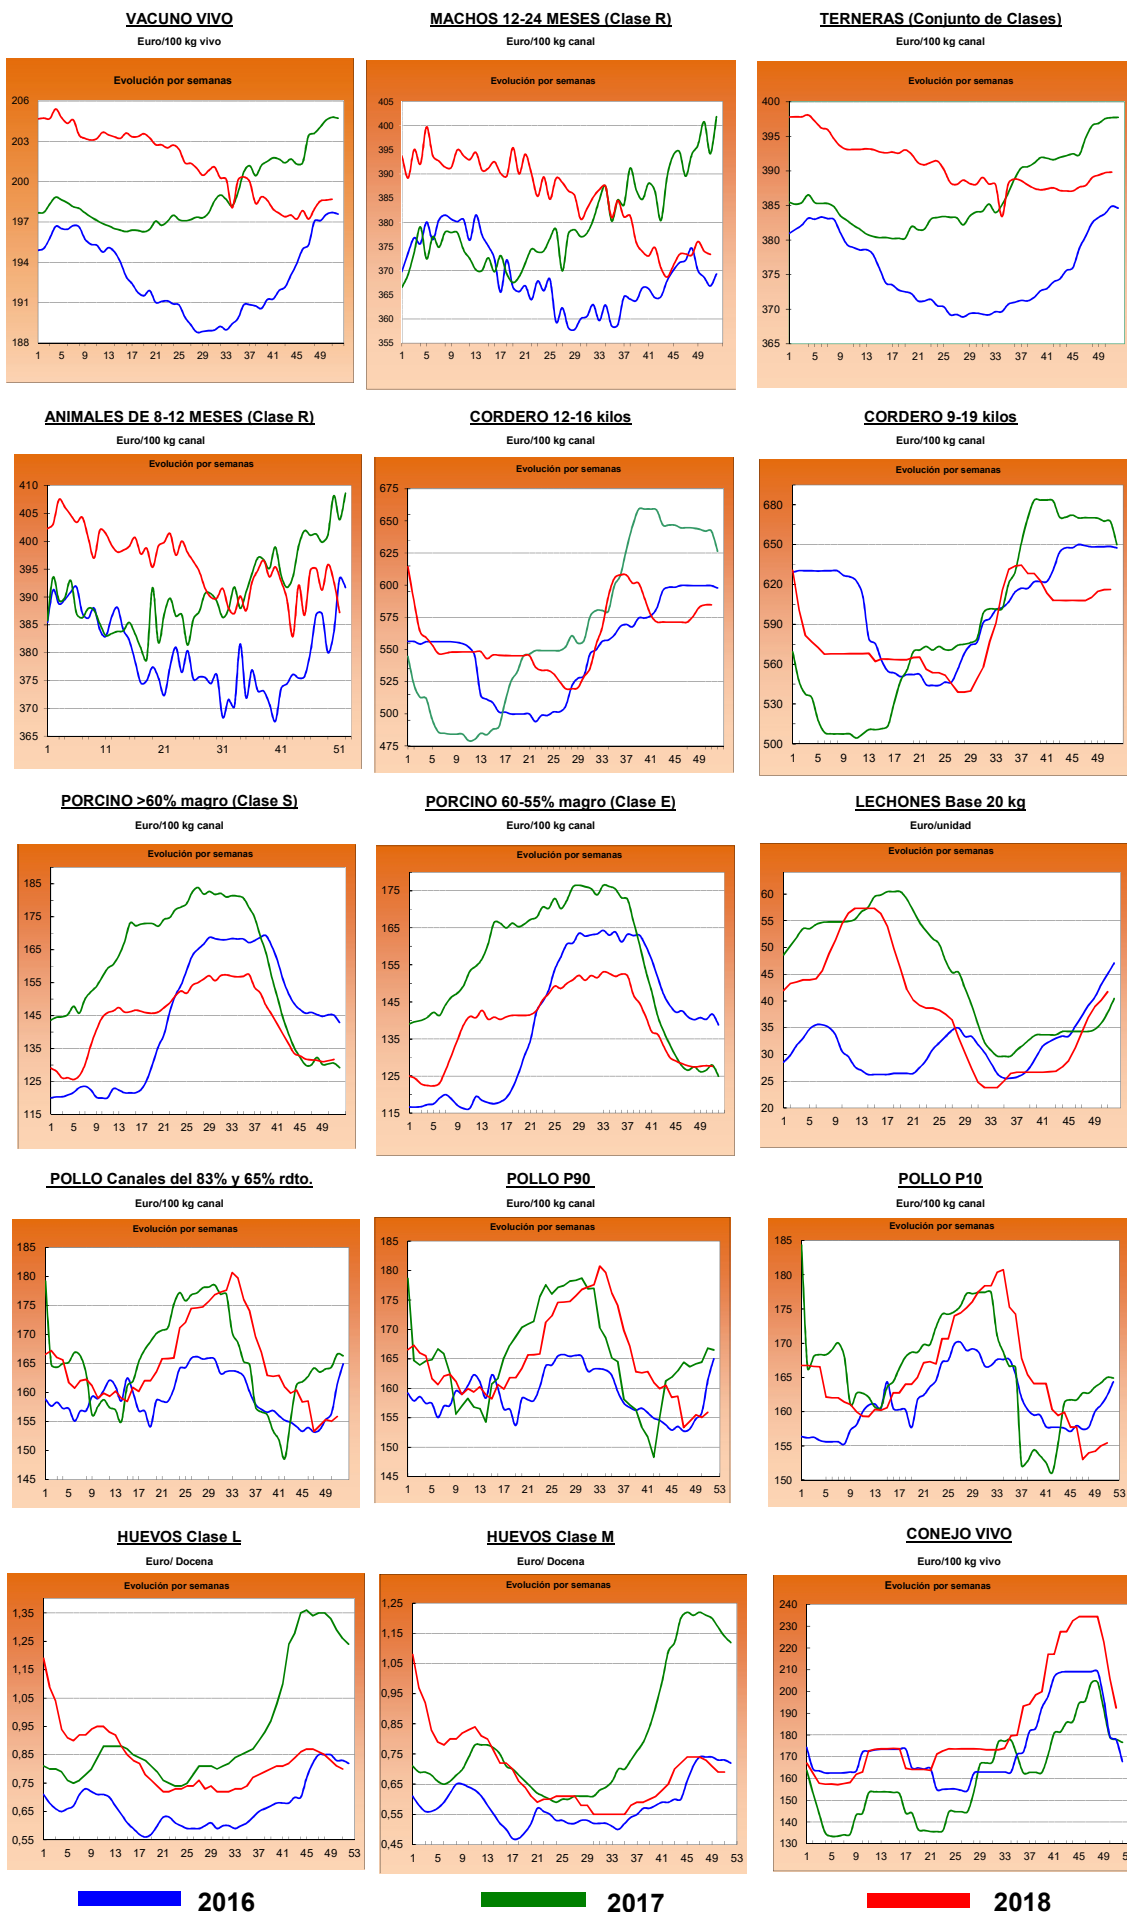 VACUNO VIVO
Euro/100 kg vivo
Evolución por semanas
206
203
200
197
194
191
188
1 5 9 13 17 21 25 29 33 37 41 45 49
MACHOS 12-24 MESES (Clase R)
Euro/100 kg canal
Evolución por semanas
405
400
395
390
385
380
375
370
365
360
355
1 5 9 13 17 21 25 29 33 37 41 45 49
TERNERAS (Conjunto de Clases)
Euro/100 kg canal
Evolución por semanas
400
395
390
385
380
375
370
365
1 5 9 13 17 21 25 29 33 37 41 45 49
ANIMALES DE 8-12 MESES (Clase R)
Euro/100 kg canal
Evolución por semanas
410
405
400
395
390
385
380
375
370
365
1 11 21 31 41 51
CORDERO 12-16 kilos
Euro/100 kg canal
Evolución por semanas
675
650
625
600
575
550
525
500
475
1 5 9 13 17 21 25 29 33 37 41 45 49
CORDERO 9-19 kilos
Euro/100 kg canal
Evolución por semanas
680
650
620
590
560
530
500
1 5 9 13 17 21 25 29 33 37 41 45 49
PORCINO >60% magro (Clase S)
Euro/100 kg canal
Evolución por semanas
185
175
165
155
145
135
125
115
1 5 9 13 17 21 25 29 33 37 41 45 49
PORCINO 60-55% magro (Clase E)
Euro/100 kg canal
Evolución por semanas
175
165
155
145
135
125
115
1 5 9 13 17 21 25 29 33 37 41 45 49
LECHONES Base 20 kg
Euro/unidad
Evolución por semanas
60
55
50
45
40
35
30
25
20
1 5 9 13 17 21 25 29 33 37 41 45 49
POLLO Canales del 83% y 65% rdto.
Euro/100 kg canal
Evolución por semanas
185
180
175
170
165
160
155
150
145
1 5 9 13 17 21 25 29 33 37 41 45 49
POLLO P90
Euro/100 kg canal
Evolución por semanas
185
180
175
170
165
160
155
150
145
1 5 9 13 17 21 25 29 33 37 41 45 49 53
POLLO P10
Euro/100 kg canal
Evolución por semanas
185
180
175
170
165
160
155
150
1 5 9 13 17 21 25 29 33 37 41 45 49 53
HUEVOS Clase L
Euro/ Docena
Evolución por semanas
1,35
1,25
1,15
1,05
0,95
0,85
0,75
0,65
0,55
1 5 9 13 17 21 25 29 33 37 41 45 49 53
HUEVOS Clase M
Euro/ Docena
Evolución por semanas
1,25
1,15
1,05
0,95
0,85
0,75
0,65
0,55
0,45
1 5 9 13 17 21 25 29 33 37 41 45 49 53
CONEJO VIVO
Euro/100 kg vivo
Evolución por semanas
240
230
220
210
200
190
180
170
160
150
140
130
1 5 9 13 17 21 25 29 33 37 41 45 49
2016 2017 2018